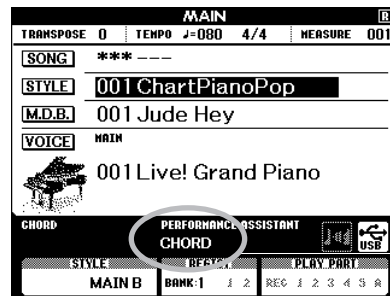 MAIN
TRANSPOSE 0 TEMPO ♩=080 4/4 MEASURE 001
SONG *** ---
STYLE 001 ChartPianoPop
M.D.B. 001 Jude Hey
VOICE MAIN
001 Live! Grand Piano
CHORD PERFORMANCE ASSISTANT
CHORD
USB
STYLE REGIST PLAY PART
MAIN B BANK:1 1 2 REC 1 2 3 4 5 A